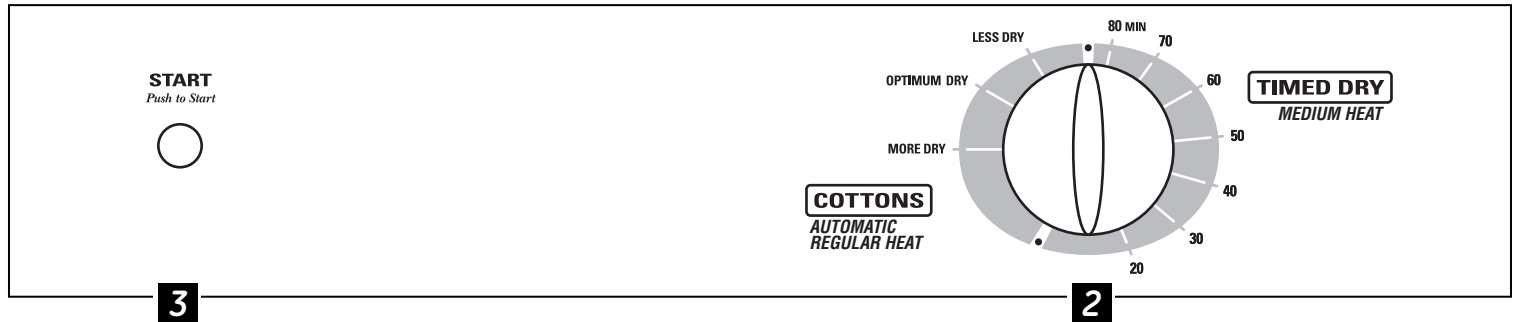 START
Push to Start
LESS DRY
OPTIMUM DRY
MORE DRY
COTTONS
AUTOMATIC
REGULAR HEAT
80 MIN
70
60
50
40
30
20
TIMED DRY
MEDIUM HEAT
3
2